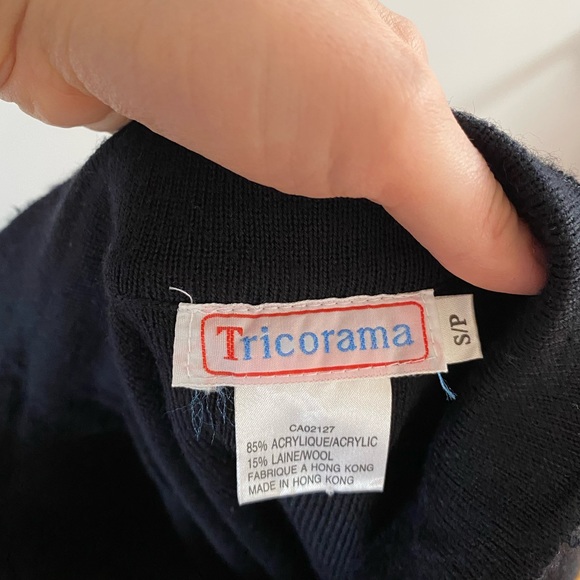 Tricorama
S/P
CA02127
85% ACRYLIQUE/ACRYLIC
15% LAINE/WOOL
FABRIQUE A HONG KONG
MADE IN HONG KONG